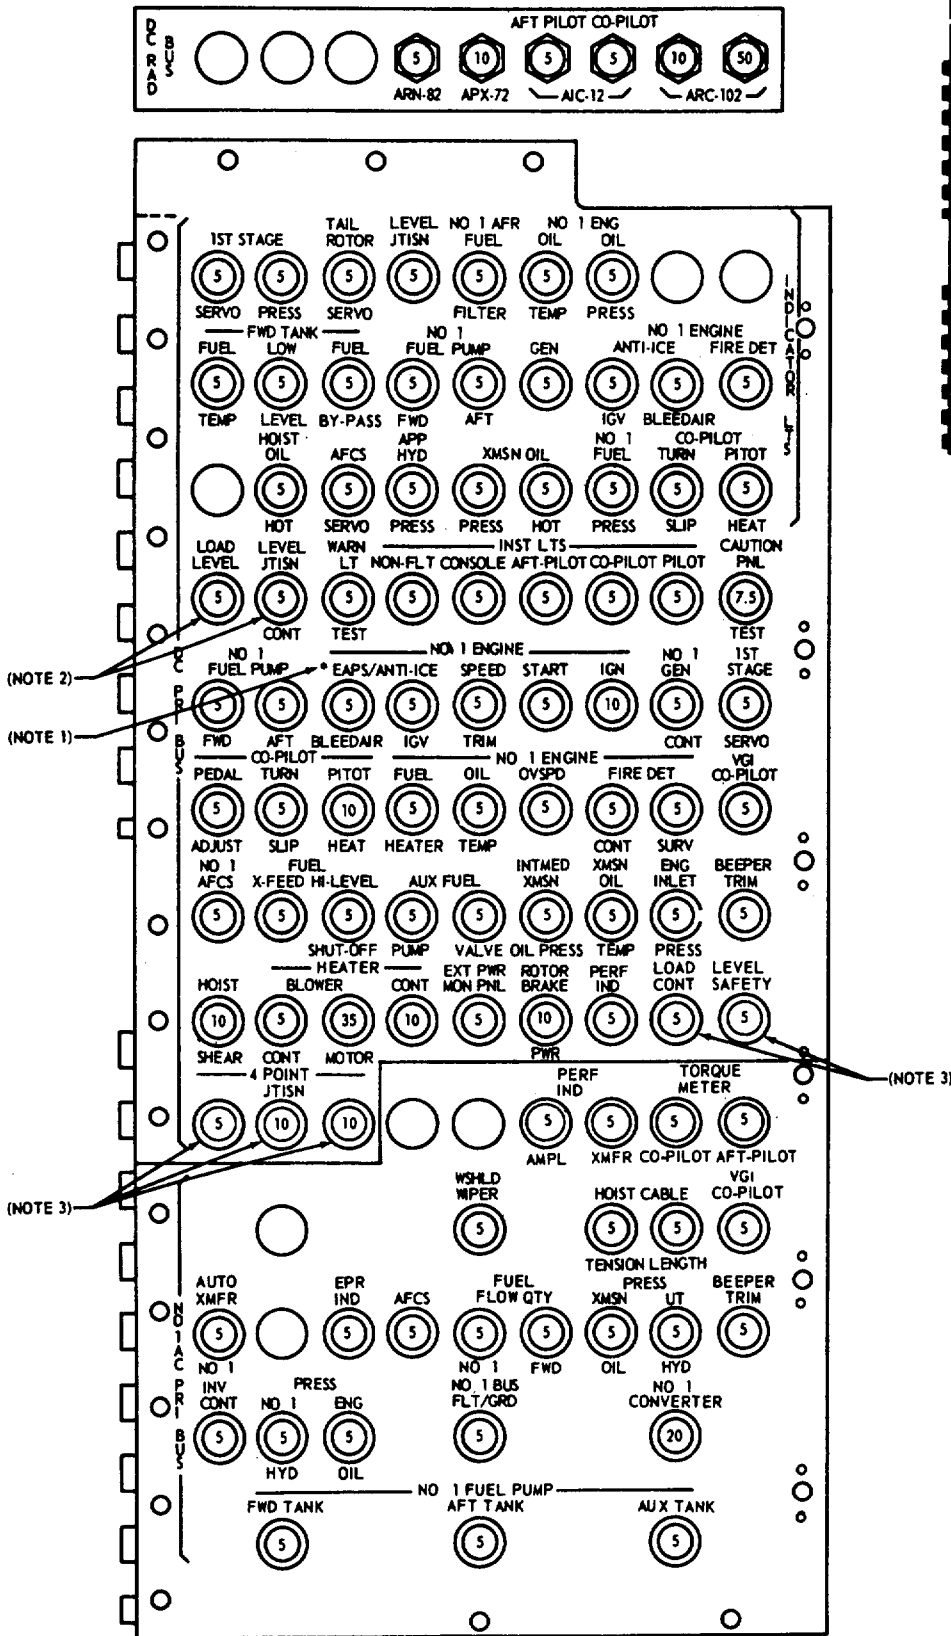 DC RAD BUS
AFT PILOT CO-PILOT
5 10 5 5 10 50
ARN-82 APX-72 AIC-12 ARC-102
TAIL LEVEL NO 1 AFR NO 1 ENG
1ST STAGE ROTOR JTISN FUEL OIL OIL
5 5 5 5 5 5 5
SERVO PRESS SERVO FILTER TEMP PRESS
INDICATOR LTS
FWD TANK NO 1 NO 1 ENGINE
FUEL LOW FUEL FUEL PUMP GEN ANTI-ICE FIRE DET
5 5 5 5 5 5 5 5 5
TEMP LEVEL BY-PASS FWD AFT IGV BLEEDAIR
HOIST APP NO 1 CO-PILOT
OIL AFCS HYD XMSN OIL FUEL TURN PITOT
5 5 5 5 5 5 5 5
HOT SERVO PRESS PRESS HOT PRESS SLIP HEAT
LOAD LEVEL WARN INST LTS CAUTION
LEVEL JTISN LT NON-FLT CONSOLE AFT-PILOT CO-PILOT PILOT PNL
5 5 5 5 5 5 5 5 7.5
CONT TEST TEST
(NOTE 2)
DC PRI BUS
NO 1 NO 1 ENGINE NO 1 1ST
FUEL PUMP * EAPS/ANTI-ICE SPEED START IGN GEN STAGE
5 5 5 5 5 5 10 5 5
FWD AFT BLEEDAIR IGV TRIM CONT SERVO
(NOTE 1)
CO-PILOT NO 1 ENGINE VGI
PEDAL TURN PITOT FUEL OIL OVSPD FIRE DET CO-PILOT
5 5 10 5 5 5 5 5 5
ADJUST SLIP HEAT HEATER TEMP CONT SURV
NO 1 FUEL INTMED XMSN ENG BEEPER
AFCS X-FEED HI-LEVEL AUX FUEL XMSN OIL INLET TRIM
5 5 5 5 5 5 5 5 5
SHUT-OFF PUMP VALVE OIL PRESS TEMP PRESS
HEATER EXT PWR ROTOR PERF LOAD LEVEL
HOIST BLOWER CONT MON PNL BRAKE IND CONT SAFETY
10 5 35 10 5 10 5 5 5
SHEAR CONT MOTOR PWR
(NOTE 3)
4 POINT PERF TORQUE
JTISN IND METER
5 10 10 5 5 5 5
AMPL XMFR CO-PILOT AFT-PILOT
(NOTE 3)
NO 1 AC PRI BUS
WSHLD VGI
WIPER HOIST CABLE CO-PILOT
5 5 5 5
TENSION LENGTH
AUTO EPR FUEL PRESS BEEPER
XMFR IND AFCS FLOW QTY XMSN UT TRIM
5 5 5 5 5 5 5 5
NO 1 NO 1 FWD OIL HYD
INV PRESS NO 1 BUS NO 1
CONT NO 1 ENG FLT/GRD CONVERTER
5 5 5 5 20
HYD OIL
NO 1 FUEL PUMP
FWD TANK AFT TANK AUX TANK
5 5 5